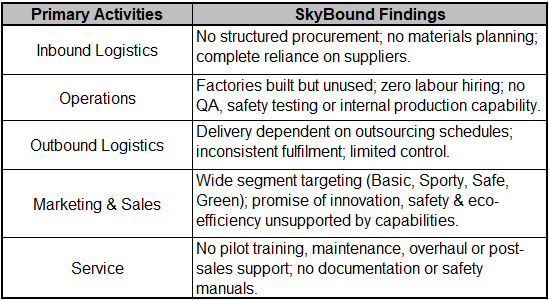 Primary Activities SkyBound Findings
Inbound Logistics
No structured procurement; no materials planning;
complete reliance on suppliers.
Operations
Factories built but unused; zero labour hiring; no
QA, safety testing or internal production capability.
Outbound Logistics
Delivery dependent on outsourcing schedules;
inconsistent fulfilment; limited control.
Marketing & Sales
Wide segment targeting (Basic, Sporty, Safe,
Green); promise of innovation, safety & eco-
efficiency unsupported by capabilities.
Service
No pilot training, maintenance, overhaul or post-
sales support; no documentation or safety
manuals.